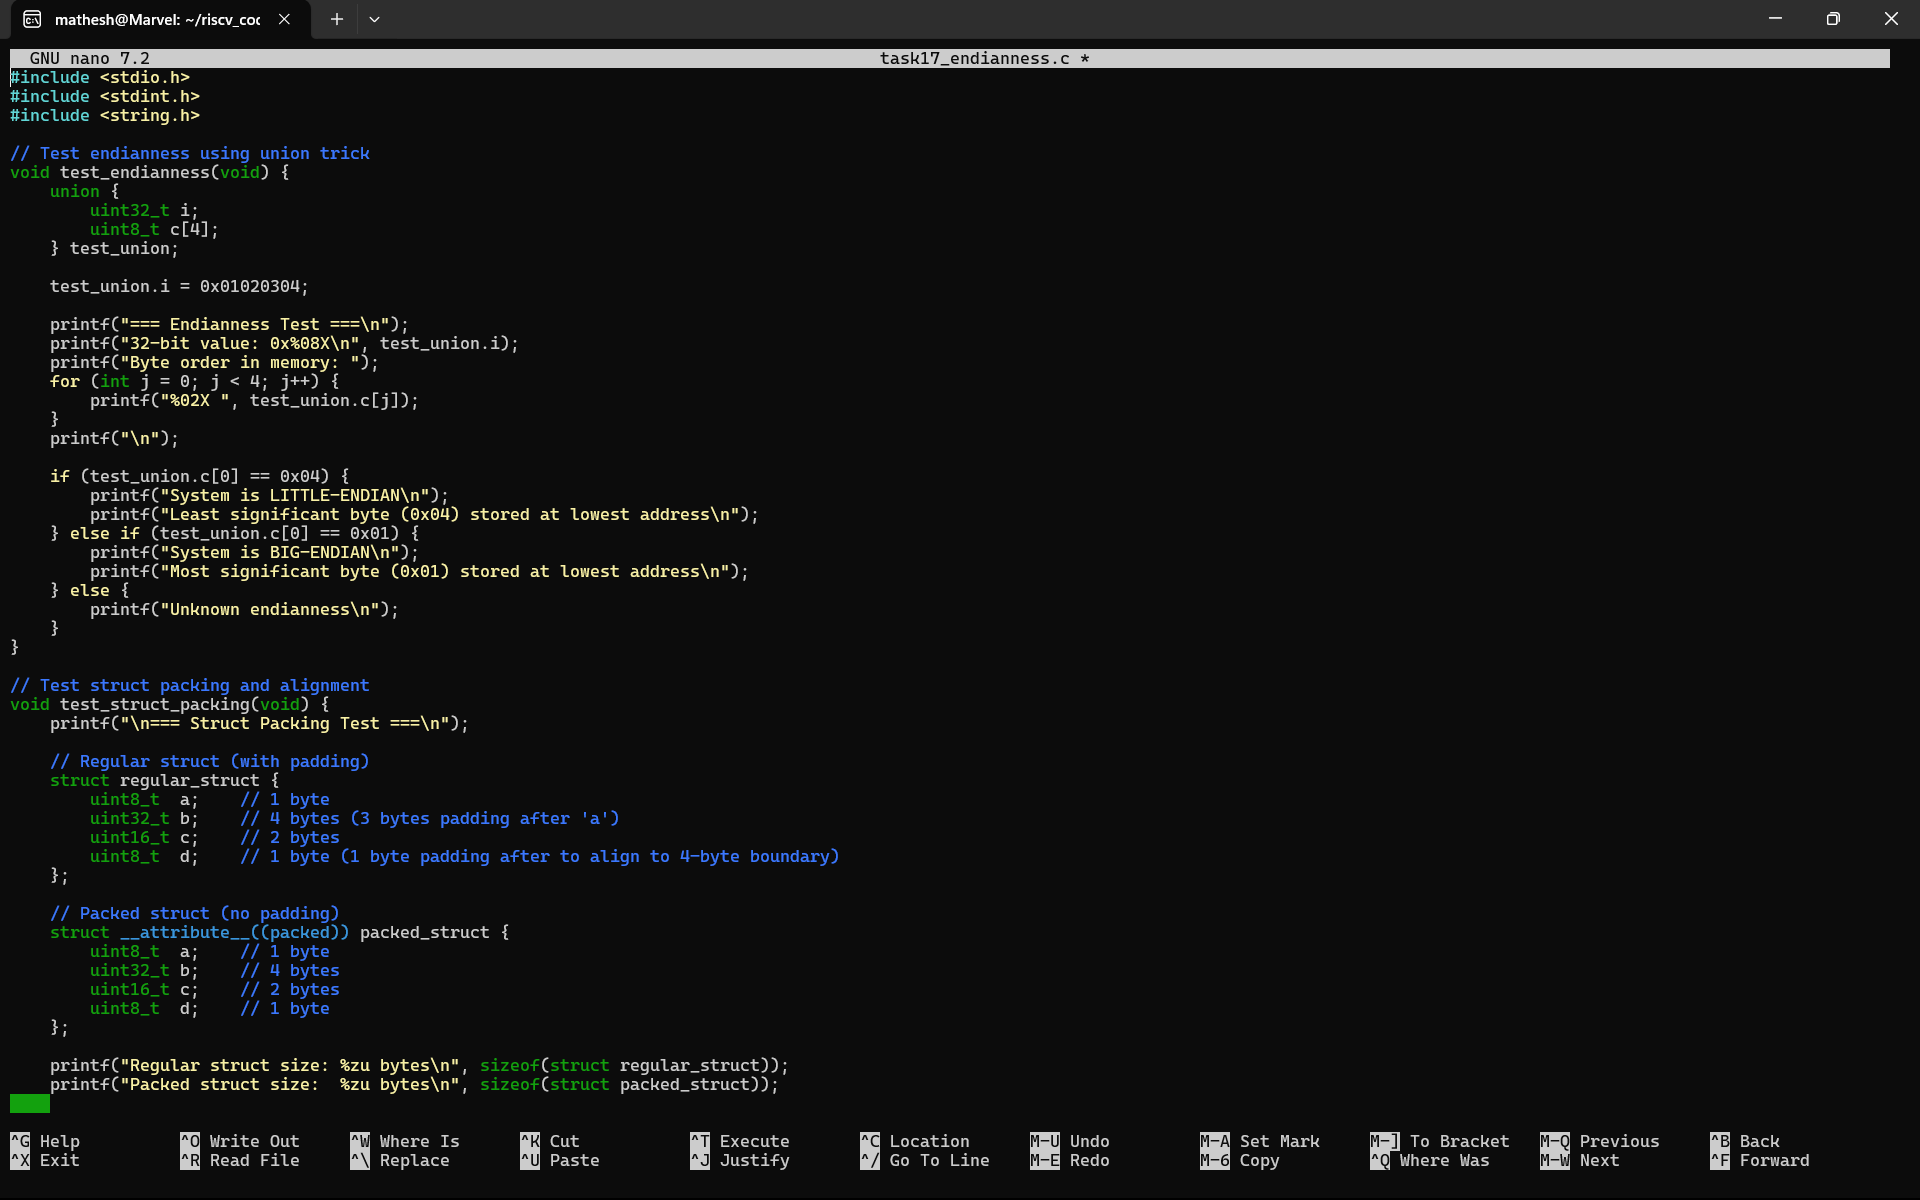 mathesh@Marvel: ~/riscv_coc
GNU nano 7.2 task17_endianness.c *
#include <stdio.h>
#include <stdint.h>
#include <string.h>

// Test endianness using union trick
void test_endianness(void) {
    union {
        uint32_t i;
        uint8_t c[4];
    } test_union;

    test_union.i = 0x01020304;

    printf("=== Endianness Test ===\n");
    printf("32-bit value: 0x%08X\n", test_union.i);
    printf("Byte order in memory: ");
    for (int j = 0; j < 4; j++) {
        printf("%02X ", test_union.c[j]);
    }
    printf("\n");

    if (test_union.c[0] == 0x04) {
        printf("System is LITTLE-ENDIAN\n");
        printf("Least significant byte (0x04) stored at lowest address\n");
    } else if (test_union.c[0] == 0x01) {
        printf("System is BIG-ENDIAN\n");
        printf("Most significant byte (0x01) stored at lowest address\n");
    } else {
        printf("Unknown endianness\n");
    }
}

// Test struct packing and alignment
void test_struct_packing(void) {
    printf("\n=== Struct Packing Test ===\n");

    // Regular struct (with padding)
    struct regular_struct {
        uint8_t  a;    // 1 byte
        uint32_t b;    // 4 bytes (3 bytes padding after 'a')
        uint16_t c;    // 2 bytes
        uint8_t  d;    // 1 byte (1 byte padding after to align to 4-byte boundary)
    };

    // Packed struct (no padding)
    struct __attribute__((packed)) packed_struct {
        uint8_t  a;    // 1 byte
        uint32_t b;    // 4 bytes
        uint16_t c;    // 2 bytes
        uint8_t  d;    // 1 byte
    };

    printf("Regular struct size: %zu bytes\n", sizeof(struct regular_struct));
    printf("Packed struct size:  %zu bytes\n", sizeof(struct packed_struct));

^G Help ^O Write Out ^W Where Is ^K Cut ^T Execute ^C Location M-U Undo M-A Set Mark M-] To Bracket M-Q Previous ^B Back
^X Exit ^R Read File ^\ Replace ^U Paste ^J Justify ^/ Go To Line M-E Redo M-6 Copy ^Q Where Was M-W Next ^F Forward